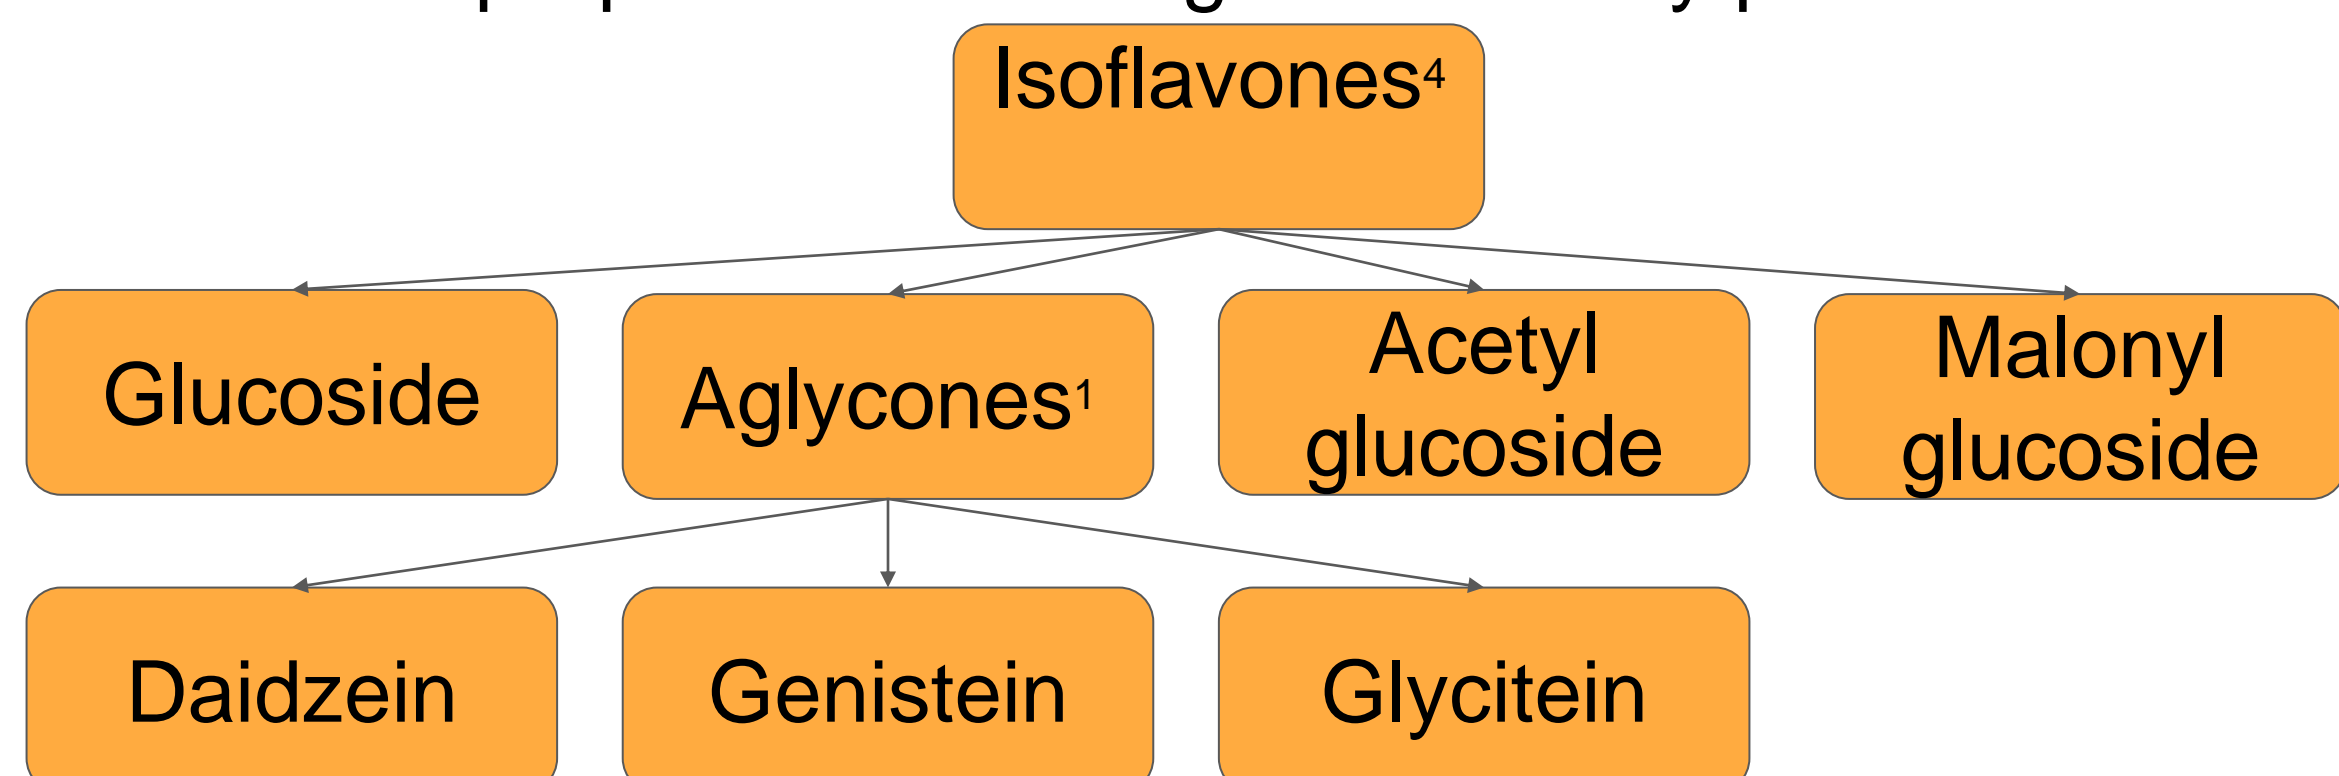 Isoflavones⁴
Glucoside
Aglycones¹
Acetyl
glucoside
Malonyl
glucoside
Daidzein
Genistein
Glycitein